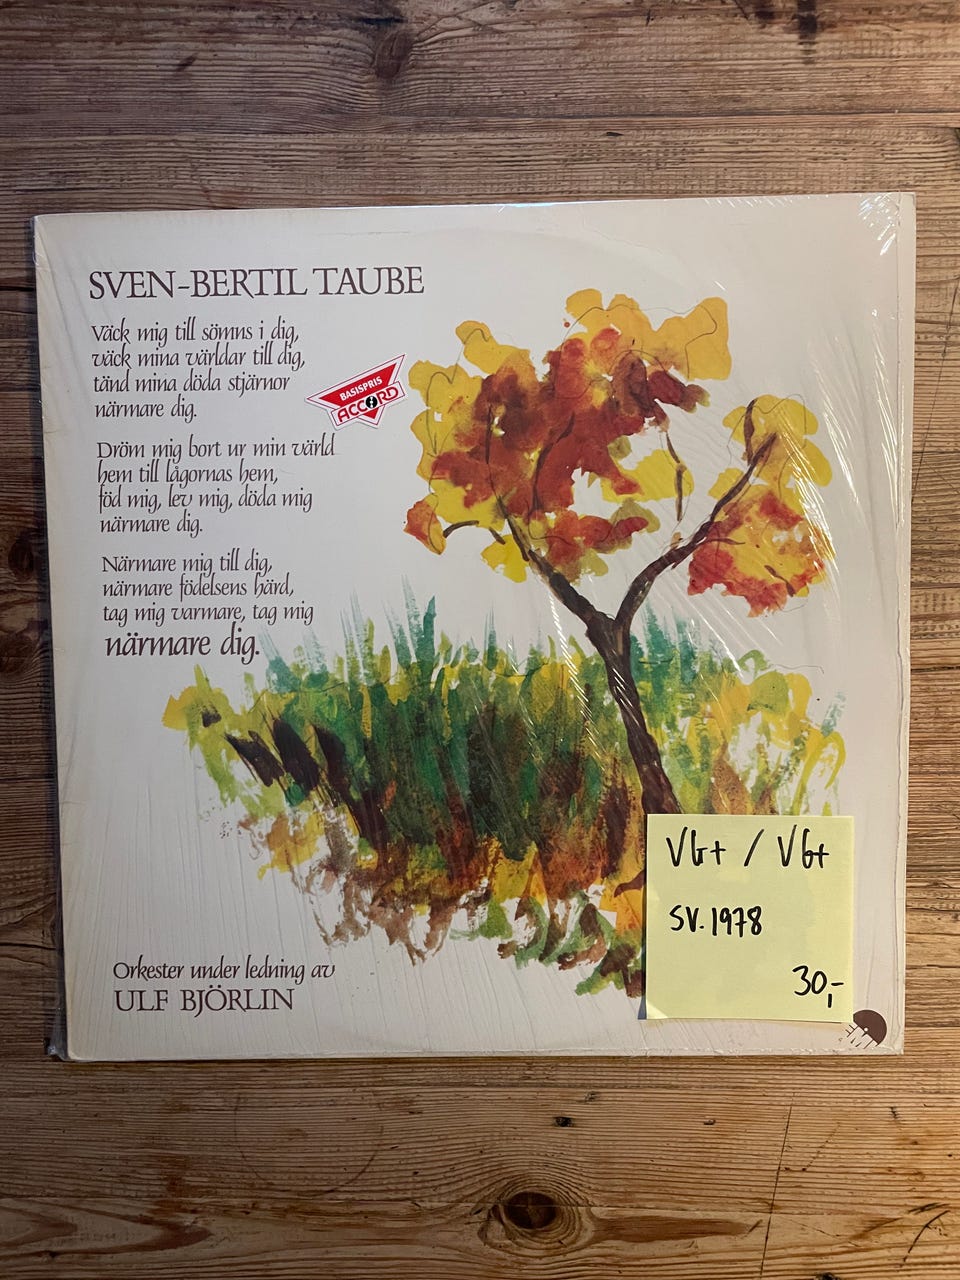 SVEN-BERTIL TAUBE
Väck mig till sömns i dig,
väck mina världar till dig,
tänd mina döda stjärnor
närmare dig.
Dröm mig bort ur min värld
hem till lågornas hem,
föd mig, lev mig, döda mig
närmare dig.
Närmare mig till dig,
närmare födelsens härd,
tag mig varmare, tag mig
närmare dig.
BASISPRIS
ACCORD
Orkester under ledning av
ULF BJÖRLIN
VG+ / VG+
SV. 1978
30,-